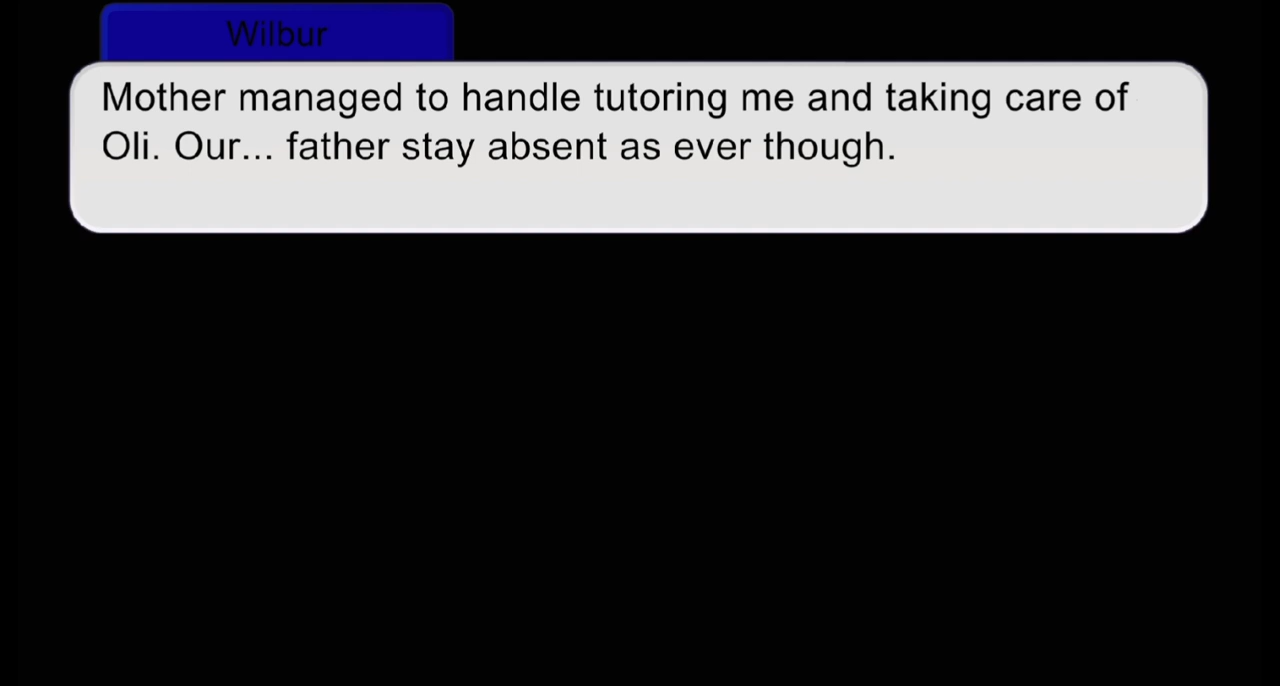 Wilbur
Mother managed to handle tutoring me and taking care of
Oli. Our... father stay absent as ever though.